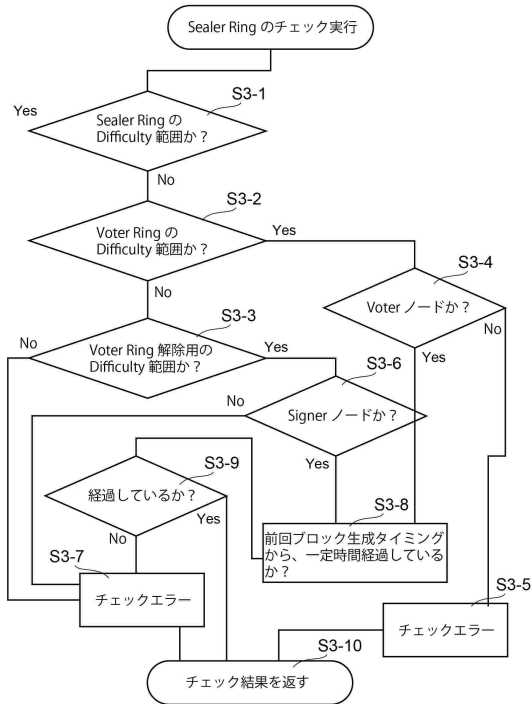 Sealer Ring のチェック実行
S3-1
Yes
Sealer Ring の
Difficulty 範囲か？
No
S3-2
Voter Ring の
Difficulty 範囲か？
Yes
S3-4
No
Voter ノードか？
No
S3-3
No
Voter Ring 解除用の
Difficulty 範囲か？
Yes
S3-6
Yes
No
Signer ノードか？
S3-9
Yes
経過しているか？
S3-8
No
Yes
前回ブロック生成タイミング
から、一定時間経過している
か？
S3-7
チェックエラー
S3-5
チェックエラー
S3-10
チェック結果を返す